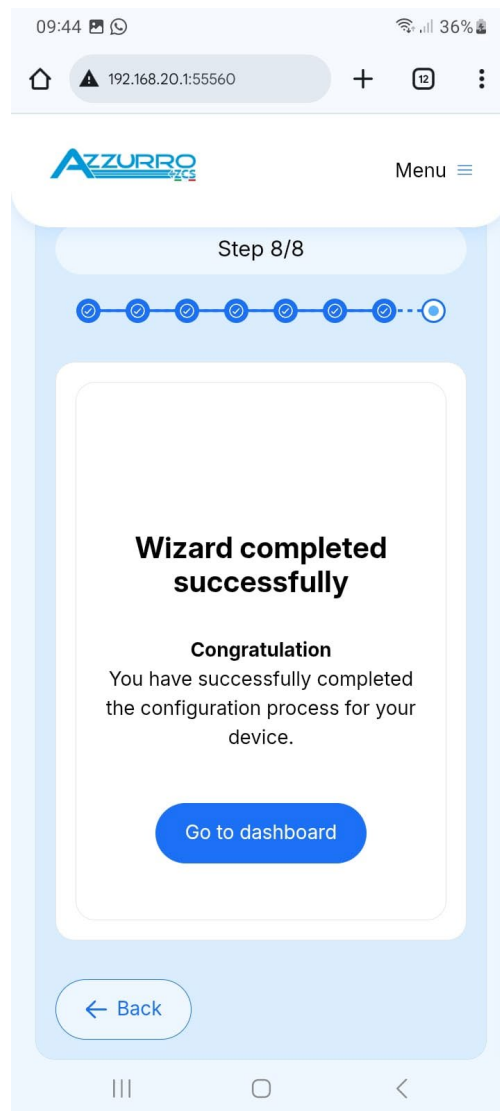 09:44
36%
192.168.20.1:55560
12
AZZURRO
ZCS
Menu
Step 8/8
Wizard completed
successfully
Congratulation
You have successfully completed
the configuration process for your
device.
Go to dashboard
Back